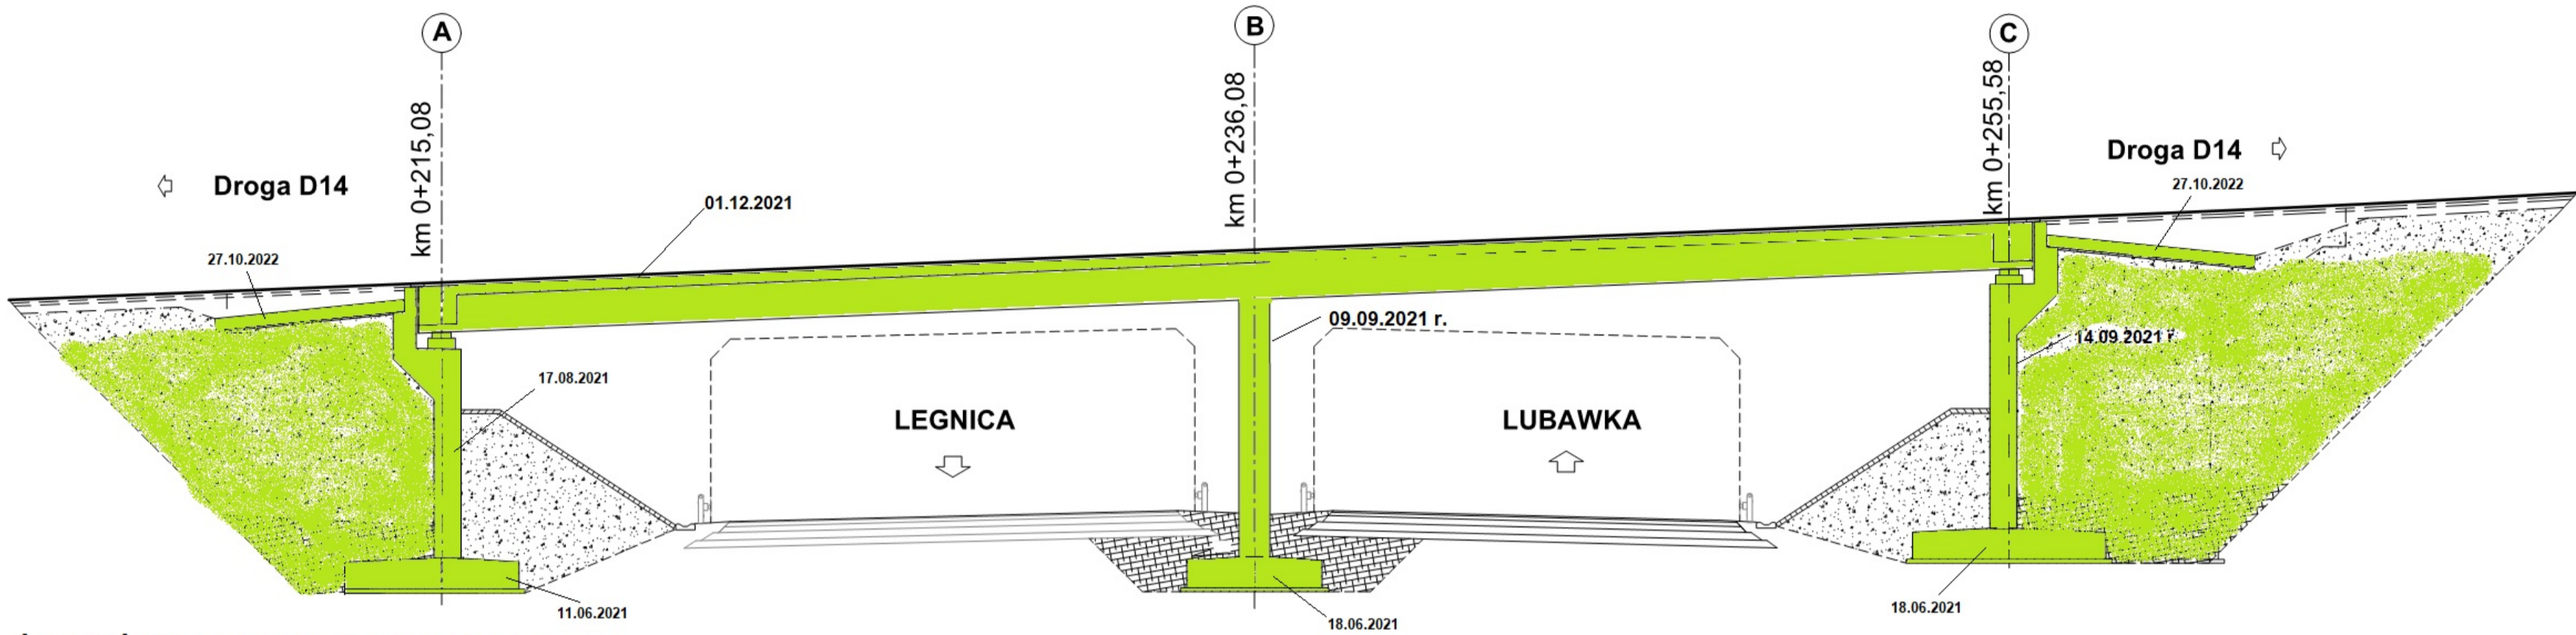 A
B
C
km 0+215,08
km 0+236,08
km 0+255,58
Droga D14
Droga D14
27.10.2022
01.12.2021
27.10.2022
09.09.2021 r.
14.09.2021 r
17.08.2021
LEGNICA
LUBAWKA
11.06.2021
18.06.2021
18.06.2021